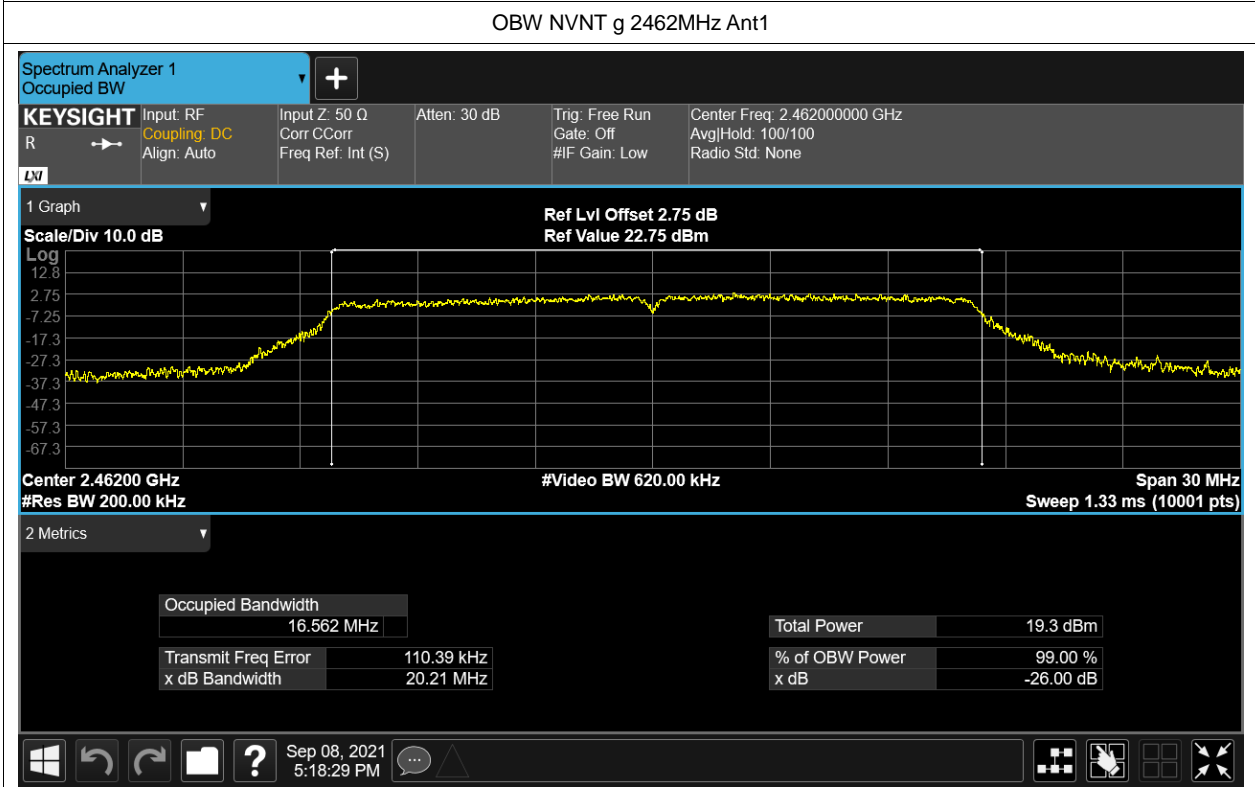 OBW NVNT g 2462MHz Ant1
Spectrum Analyzer 1
Occupied BW
KEYSIGHT
R
LXI
Input: RF
Coupling: DC
Align: Auto
Input Z: 50 Ω
Corr CCorr
Freq Ref: Int (S)
Atten: 30 dB
Trig: Free Run
Gate: Off
#IF Gain: Low
Center Freq: 2.462000000 GHz
Avg|Hold: 100/100
Radio Std: None
1 Graph
Ref Lvl Offset 2.75 dB
Scale/Div 10.0 dB
Ref Value 22.75 dBm
Log
12.8
2.75
-7.25
-17.3
-27.3
-37.3
-47.3
-57.3
-67.3
Center 2.46200 GHz
#Video BW 620.00 kHz
Span 30 MHz
#Res BW 200.00 kHz
Sweep 1.33 ms (10001 pts)
2 Metrics
Occupied Bandwidth
16.562 MHz
Total Power 19.3 dBm
Transmit Freq Error 110.39 kHz
% of OBW Power 99.00 %
x dB Bandwidth 20.21 MHz
x dB -26.00 dB
?
Sep 08, 2021
5:18:29 PM